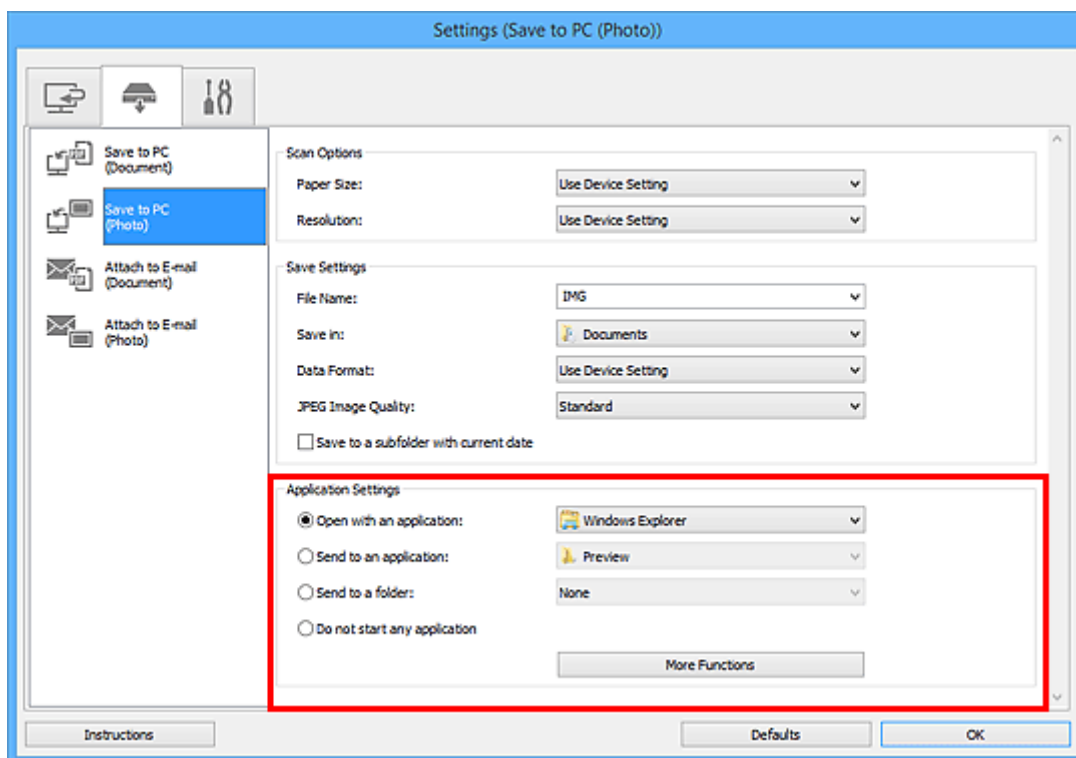 Settings (Save to PC (Photo))
Save to PC
(Document)
Save to PC
(Photo)
Attach to E-mail
(Document)
Attach to E-mail
(Photo)
Scan Options
Paper Size: Use Device Setting
Resolution: Use Device Setting
Save Settings
File Name: IMG
Save in: Documents
Data Format: Use Device Setting
JPEG Image Quality: Standard
Save to a subfolder with current date
Application Settings
Open with an application: Windows Explorer
Send to an application: Preview
Send to a folder: None
Do not start any application
More Functions
Instructions Defaults OK